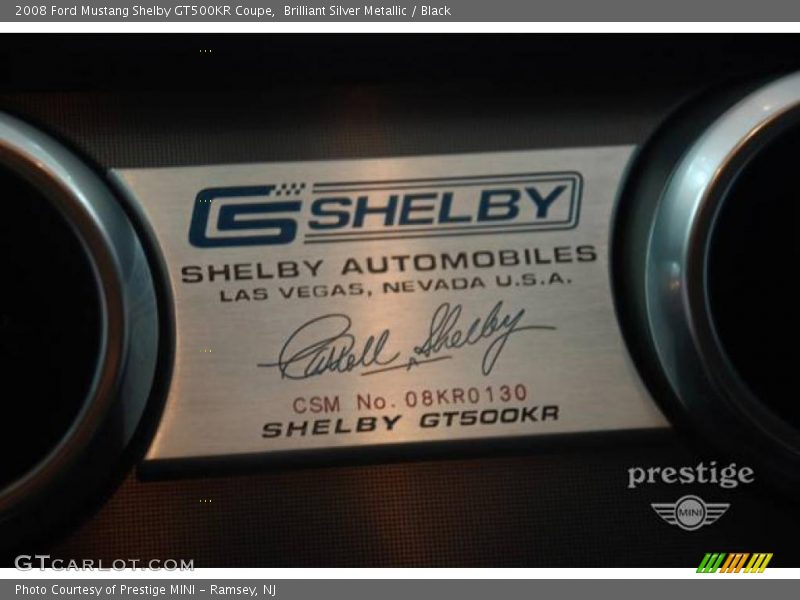 2008 Ford Mustang Shelby GT500KR Coupe,  Brilliant Silver Metallic / Black
GS SHELBY
SHELBY AUTOMOBILES
LAS VEGAS, NEVADA U.S.A.
Carroll Shelby
CSM No. 08KR0130
SHELBY GT500KR
prestige
MINI
GTCARLOT.COM
Photo Courtesy of Prestige MINI – Ramsey, NJ